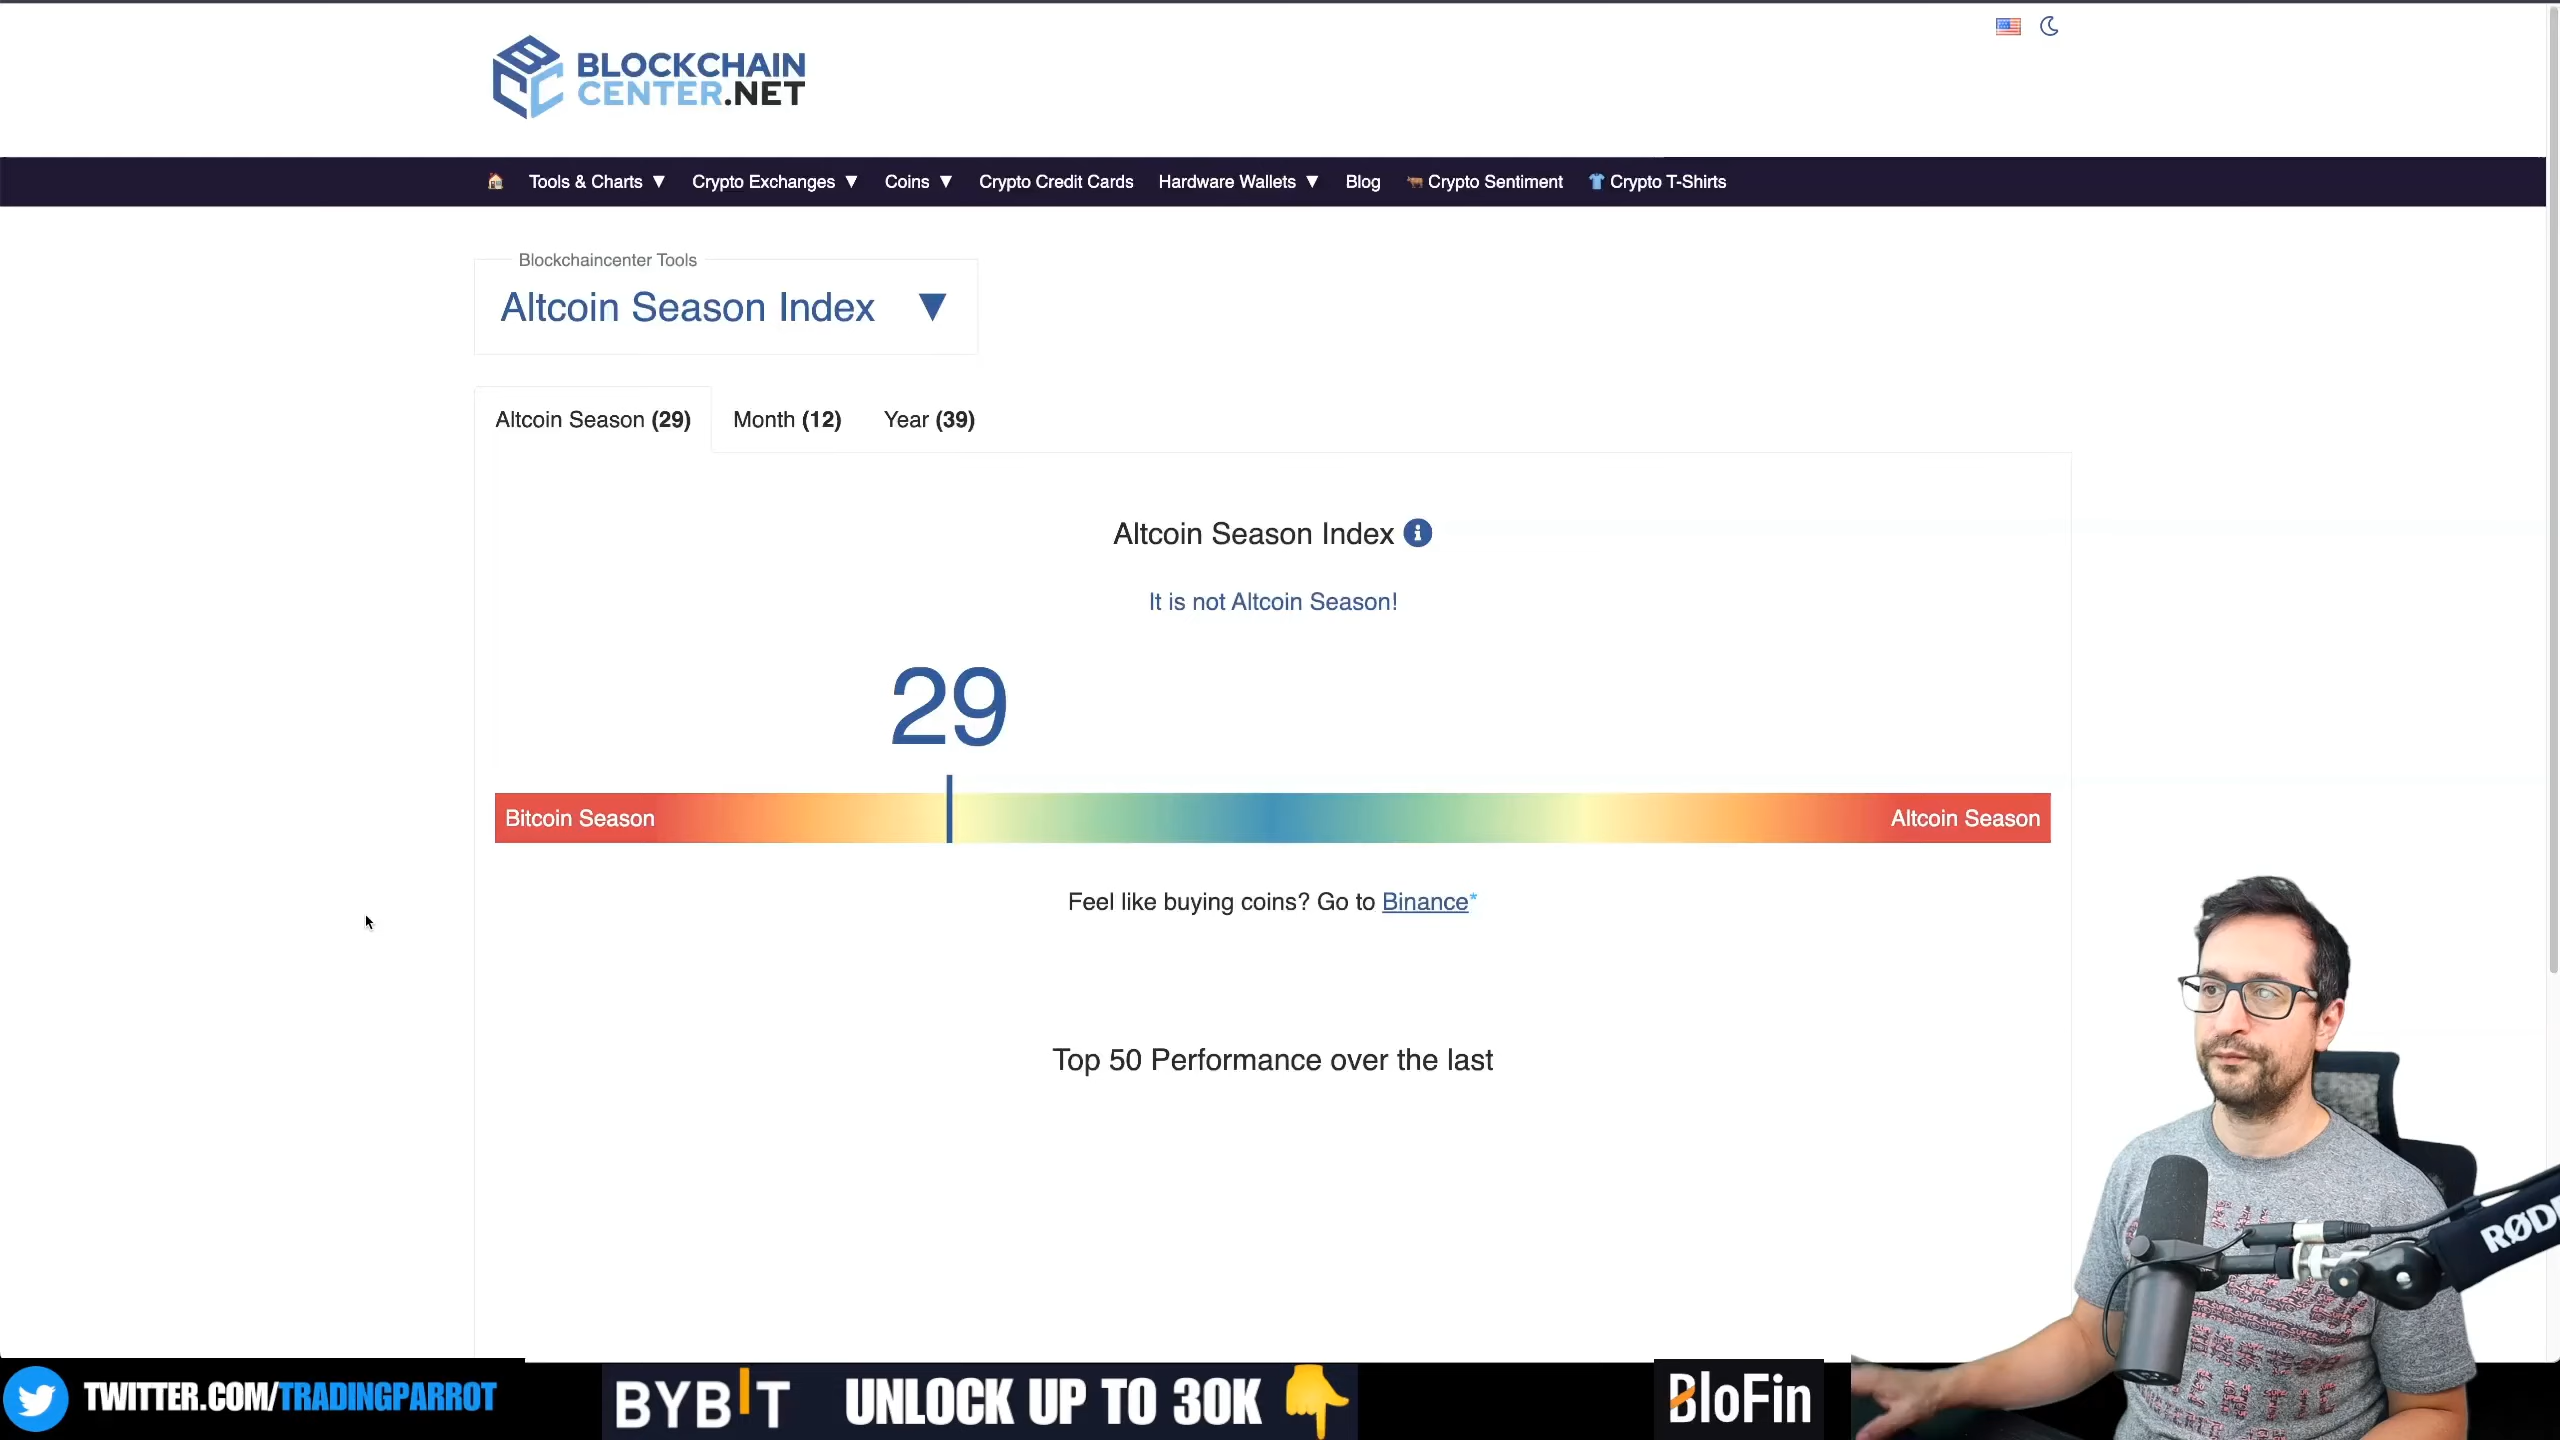 BLOCKCHAIN
CENTER.NET
Tools & Charts ▼ Crypto Exchanges ▼ Coins ▼ Crypto Credit Cards Hardware Wallets ▼ Blog Crypto Sentiment Crypto T-Shirts
Blockchaincenter Tools
Altcoin Season Index ▼
Altcoin Season (29) Month (12) Year (39)
Altcoin Season Index
It is not Altcoin Season!
29
Bitcoin Season Altcoin Season
Feel like buying coins? Go to Binance*
Top 50 Performance over the last
RØDE
TWITTER.COM/TRADINGPARROT BYBIT UNLOCK UP TO 30K BloFin